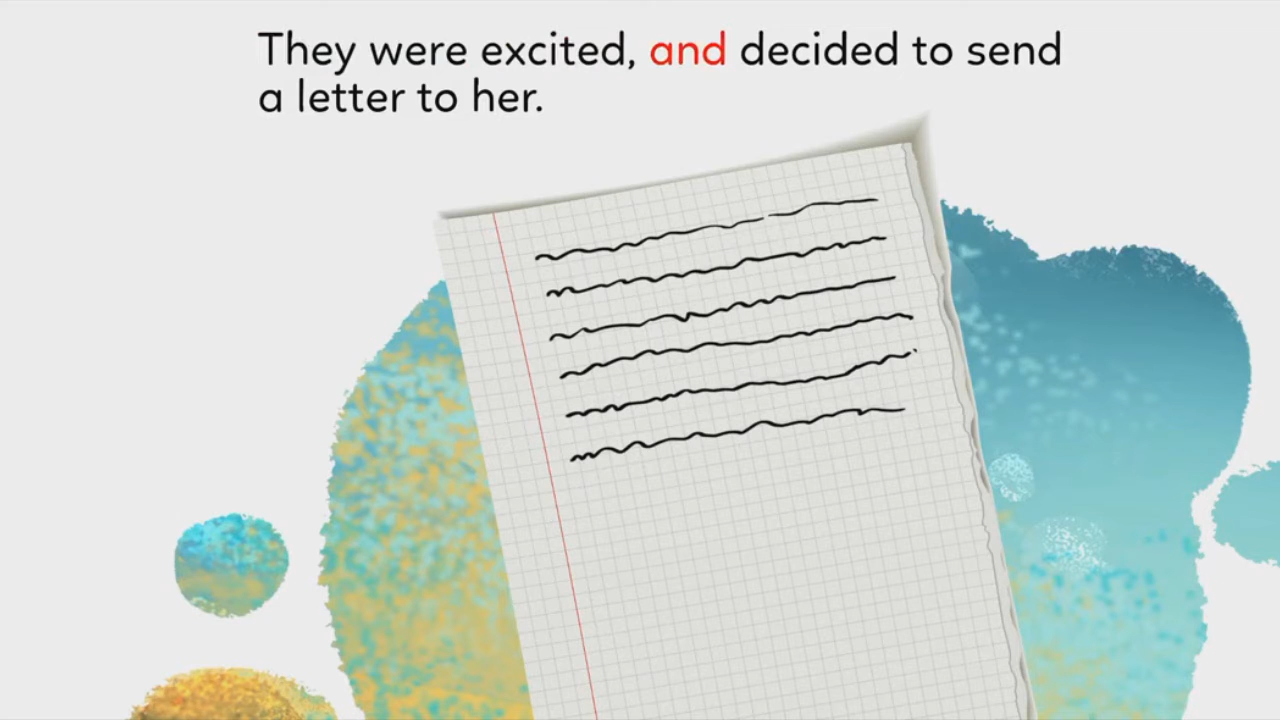 They were excited, and decided to send
a letter to her.